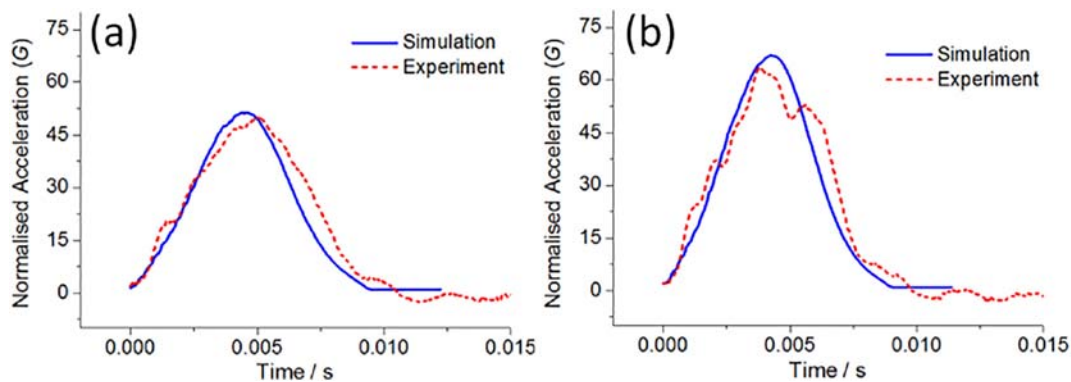 (a)
Simulation
Experiment
Normalised Acceleration (G)
75
60
45
30
15
0
0.000 0.005 0.010 0.015
Time / s
(b)
Simulation
Experiment
Normalised Acceleration (G)
75
60
45
30
15
0
0.000 0.005 0.010 0.015
Time / s